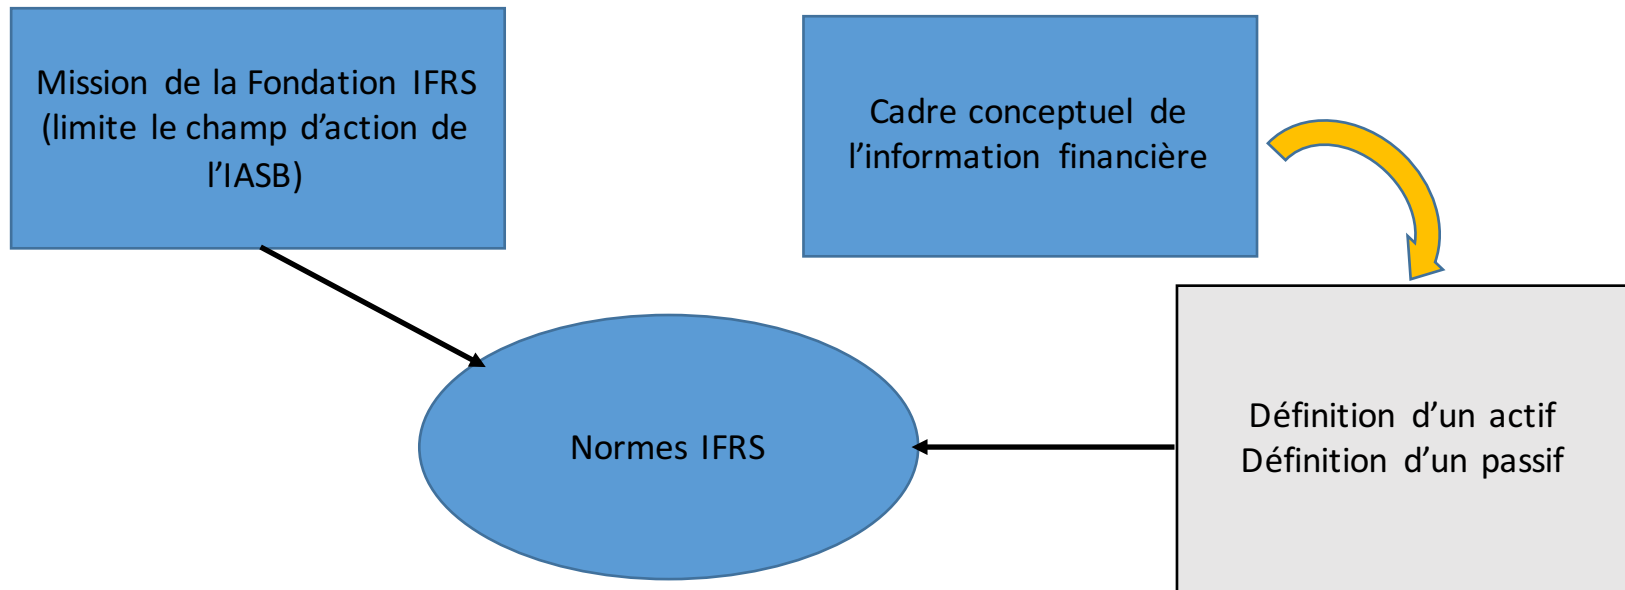 Mission de la Fondation IFRS
(limite le champ d’action de
l’IASB)
Cadre conceptuel de
l’information financière
Définition d’un actif
Définition d’un passif
Normes IFRS